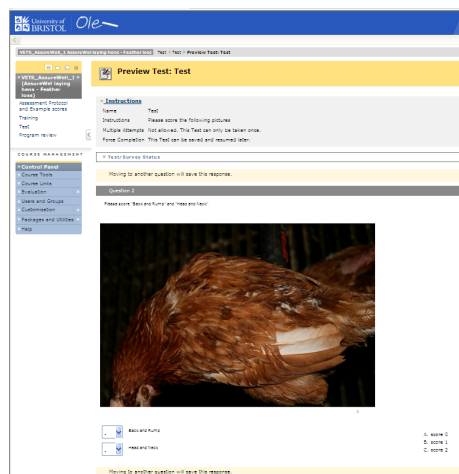 University of
BRISTOL
Ole
VETS_AssureWel_1 AssureWel laying hens - Feather loss Test > Test > Preview Test: Test
VETS_AssureWel_1
(AssureWel laying
hens - Feather
loss)
Assessment Protocol
and Example scores
Training
Test
Program review
COURSE MANAGEMENT
Control Panel
Course Tools
Course Units
Evaluation
Users and Groups
Customisation
Packages and Utilities
Help
Preview Test: Test
Instructions
Name Test
Instructions Please score the following pictures
Multiple Attempts Not allowed. This Test can only be taken once.
Force Completion This Test can be saved and resumed later.
Test/Survey Status
Moving to another question will save this response.
Question 2
Please score 'Back and Rump' and 'Head and Neck'
Back and Rump
Head and Neck
A. score 0
B. score 1
C. score 2
Moving to another question will save this response.